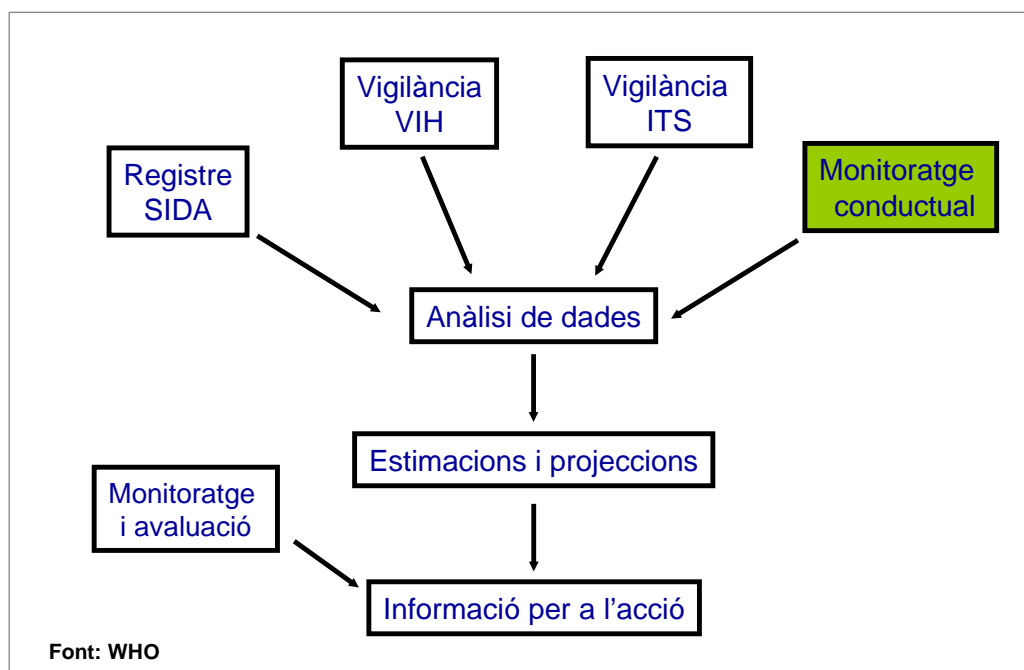 Vigilància
VIH
Vigilància
ITS
Registre
SIDA
Monitoratge
conductual
Anàlisi de dades
Estimacions i projeccions
Monitoratge
i avaluació
Informació per a l’acció
Font: WHO